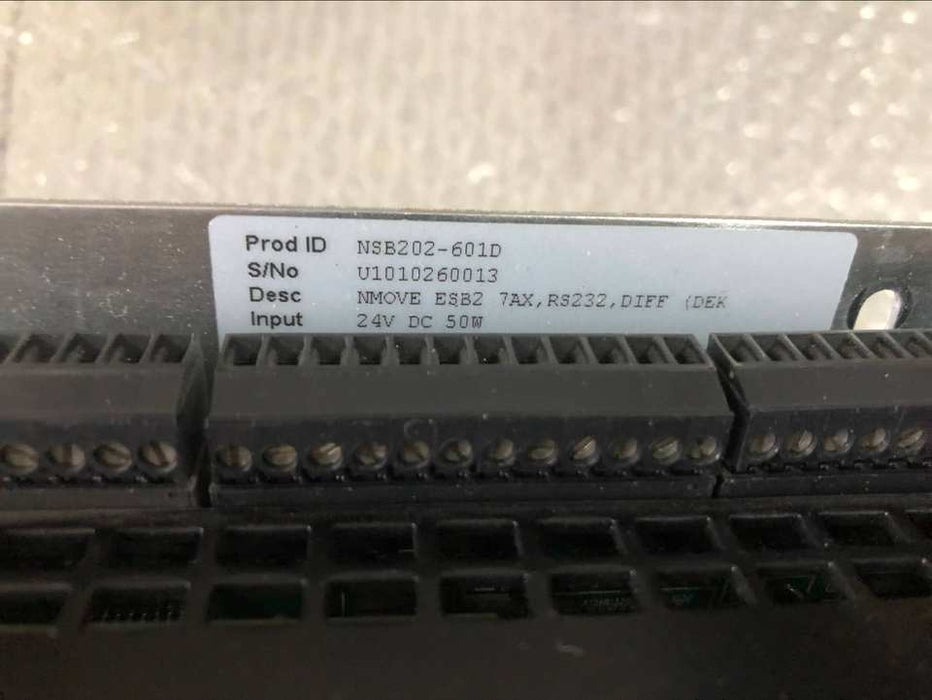 Prod ID NSB202-601D
S/No U1010260013
Desc NMOVE ESB2 7AX,RS232,DIFF (DEK
Input 24V DC 50W